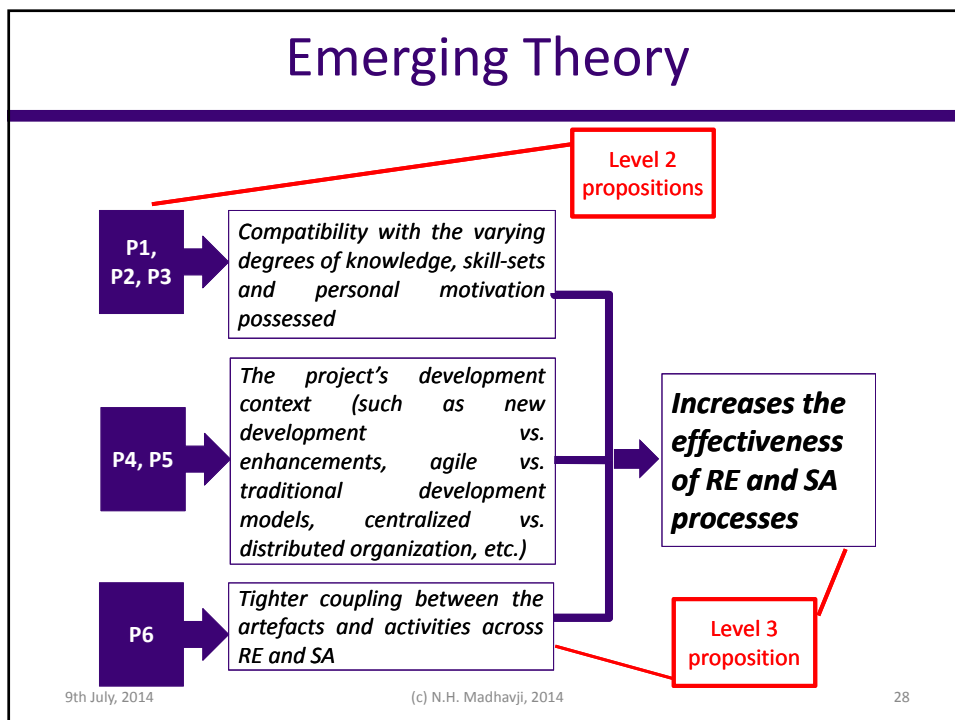 Emerging Theory
Level 2
propositions
P1,
P2, P3
Compatibility with the varying
degrees of knowledge, skill-sets
and personal motivation
possessed
P4, P5
The project’s development
context (such as new
development vs.
enhancements, agile vs.
traditional development
models, centralized vs.
distributed organization, etc.)
Increases the
effectiveness
of RE and SA
processes
P6
Tighter coupling between the
artefacts and activities across
RE and SA
Level 3
proposition
9th July, 2014
(c) N.H. Madhavji, 2014
28